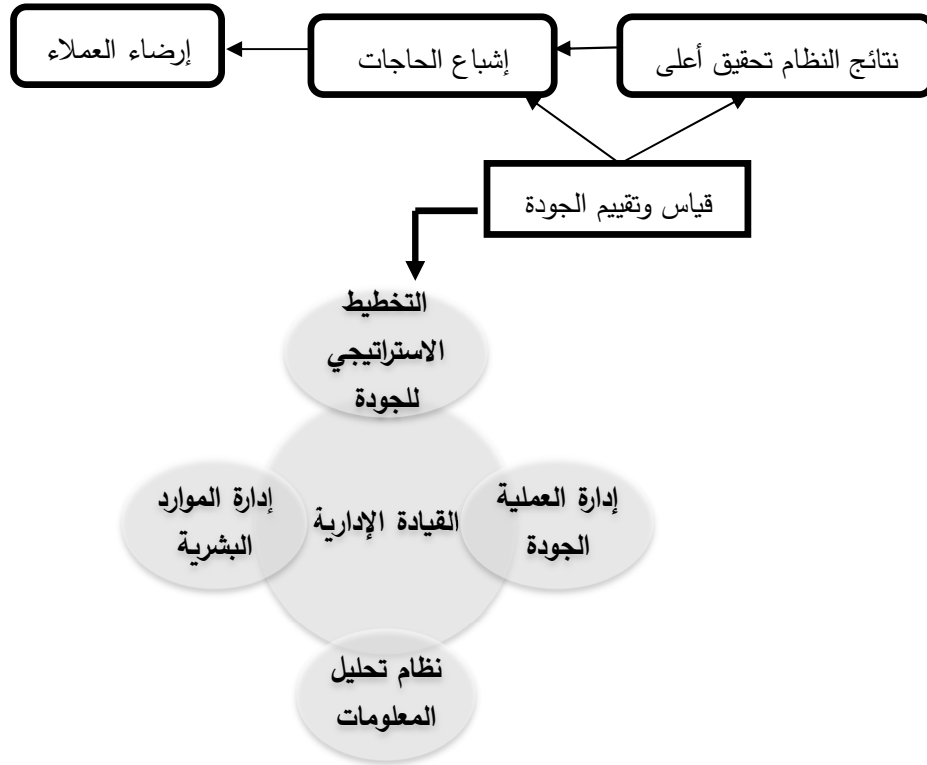 نتائج النظام تحقيق أعلى
إشباع الحاجات
إرضاء العملاء
قياس وتقييم الجودة
التخطيط
الاستراتيجي
للجودة
إدارة العملية
الجودة
القيادة الإدارية
إدارة الموارد
البشرية
نظام تحليل
المعلومات